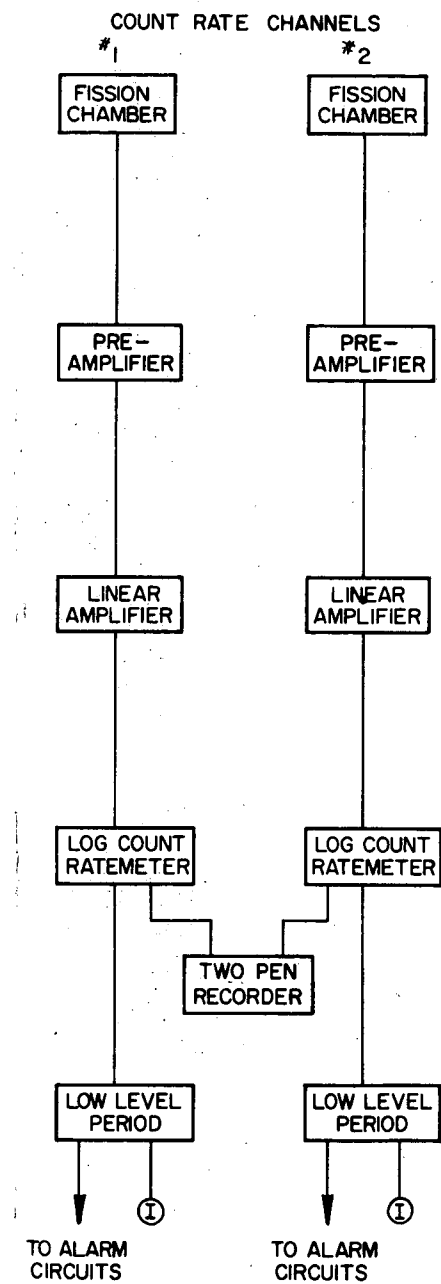 COUNT RATE CHANNELS
#1 #2
FISSION
CHAMBER
FISSION
CHAMBER
PRE-
AMPLIFIER
PRE-
AMPLIFIER
LINEAR
AMPLIFIER
LINEAR
AMPLIFIER
LOG COUNT
RATEMETER
LOG COUNT
RATEMETER
TWO PEN
RECORDER
LOW LEVEL
PERIOD
LOW LEVEL
PERIOD
I
I
TO ALARM
CIRCUITS
TO ALARM
CIRCUITS